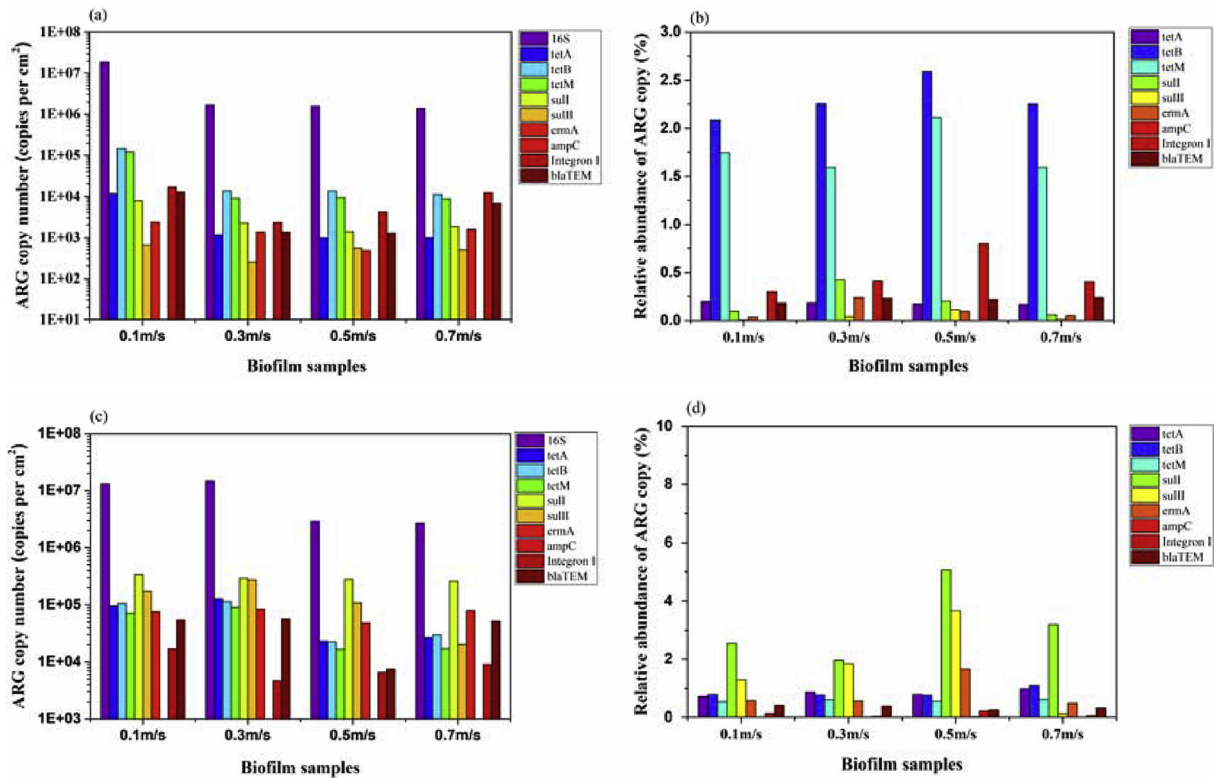 (a)
ARG copy number (copies per cm²)
1E+08
1E+07
1E+06
1E+05
1E+04
1E+03
1E+02
1E+01
0.1m/s 0.3m/s 0.5m/s 0.7m/s
Biofilm samples
16S
tetA
tetB
tetM
sulI
sulII
ermA
ampC
Integron I
blaTEM
(b)
Relative abundance of ARG copy (%)
3.0
2.5
2.0
1.5
1.0
0.5
0.0
0.1m/s 0.3m/s 0.5m/s 0.7m/s
Biofilm samples
tetA
tetB
tetM
sulI
sulII
ermA
ampC
Integron I
blaTEM
(c)
ARG copy number (copies per cm²)
1E+08
1E+07
1E+06
1E+05
1E+04
1E+03
0.1m/s 0.3m/s 0.5m/s 0.7m/s
Biofilm samples
16S
tetA
tetB
tetM
sulI
sulII
ermA
ampC
Integron I
blaTEM
(d)
Relative abundance of ARG copy (%)
10
8
6
4
2
0
0.1m/s 0.3m/s 0.5m/s 0.7m/s
Biofilm samples
tetA
tetB
tetM
sulI
sulII
ermA
ampC
Integron I
blaTEM